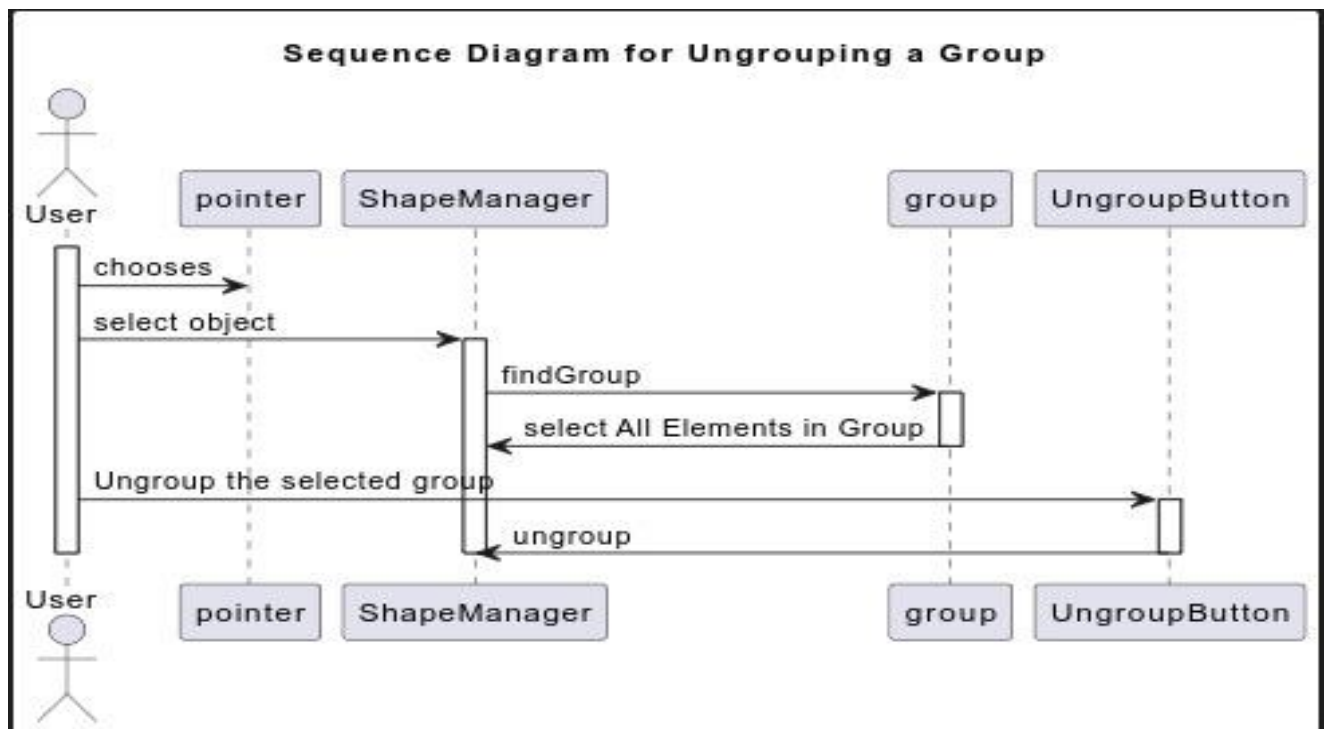 Sequence Diagram for Ungrouping a Group
User
pointer
ShapeManager
group
UngroupButton
chooses
select object
findGroup
select All Elements in Group
Ungroup the selected group
ungroup
User
pointer
ShapeManager
group
UngroupButton